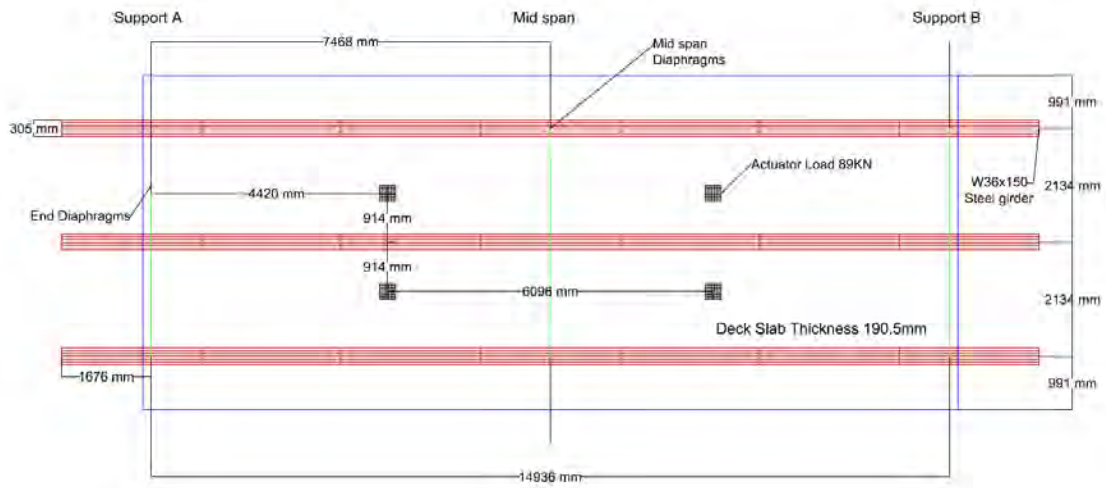 Support A
Mid span
Support B
7468 mm
Mid span
Diaphragms
991 mm
305 mm
Actuator Load 89KN
W36x150
Steel girder
2134 mm
4420 mm
End Diaphragms
914 mm
914 mm
6096 mm
2134 mm
Deck Slab Thickness 190.5mm
1676 mm
991 mm
14936 mm